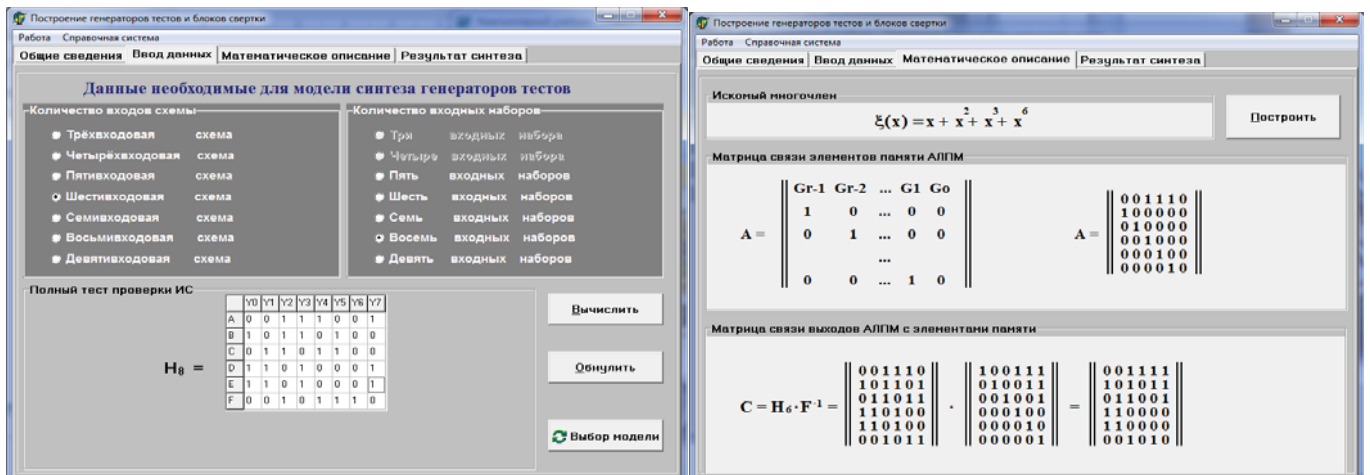 Построение генераторов тестов и блоков свертки
Работа Справочная система
Общие сведения Ввод данных Математическое описание Результат синтеза
Данные необходимые для модели синтеза генераторов тестов
Количество входов схемы
Трёхвходовая схема
Четырёхвходовая схема
Пятивходовая схема
Шестивходовая схема
Семивходовая схема
Восьмивходовая схема
Девятивходовая схема
Количество входных наборов
Три входных набора
Четыре входных набора
Пять входных наборов
Шесть входных наборов
Семь входных наборов
Восемь входных наборов
Девять входных наборов
Полный тест проверки ИС
H8 =
Y0 Y1 Y2 Y3 Y4 Y5 Y6 Y7
A 0 0 1 1 1 0 0 1
B 1 0 1 1 0 1 0 0
C 0 1 1 0 1 1 0 0
D 1 1 0 1 0 0 0 1
E 1 1 0 1 0 0 0 1
F 0 0 1 0 1 1 1 0
Вычислить
Обнулить
Выбор модели
Построение генераторов тестов и блоков свертки
Работа Справочная система
Общие сведения Ввод данных Математическое описание Результат синтеза
Искомый многочлен
ξ(x) = x + x² + x³ + x⁶
Построить
Матрица связи элементов памяти АЛПМ
A =
Gr-1 Gr-2 ... G1 Go
1 0 ... 0 0
0 1 ... 0 0
...
0 0 ... 1 0
A =
001110
100000
010000
001000
000100
000010
Матрица связи выходов АЛПМ с элементами памяти
C = H6·F⁻¹ =
001110
101101
011011
110100
110100
001011
·
100111
010011
001001
000100
000010
000001
=
001111
101011
011001
110000
110000
001010